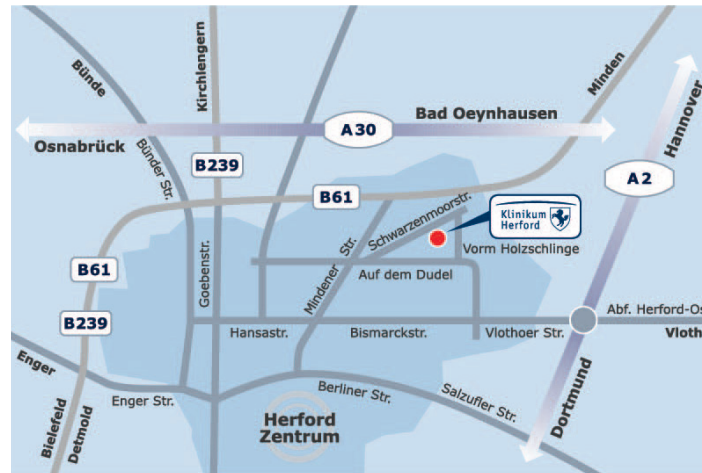 Bünde
Kirchlengern
Minden
Hannover
A30
Bad Oeynhausen
Osnabrück
Bünder Str.
B239
B61
A2
Klinikum
Herford
Schwarzenmoorstr.
Vorm Holzschlinge
Mindener Str.
Goebenstr.
Auf dem Dudel
B61
B239
Abf. Herford-Os
Hansastr.
Bismarckstr.
Vlothoer Str.
Vloth
Enger
Enger Str.
Berliner Str.
Salzufler Str.
Dortmund
Herford
Zentrum
Bielefeld
Detmold